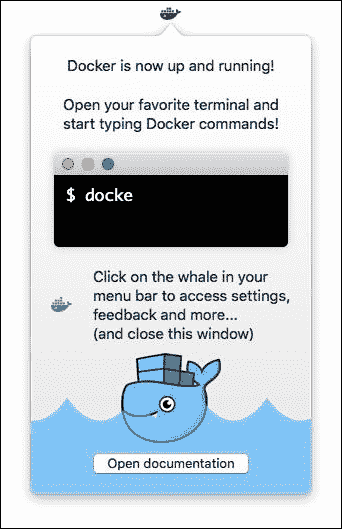 Docker is now up and running!
Open your favorite terminal and
start typing Docker commands!
$ docke
Click on the whale in your
menu bar to access settings,
feedback and more...
(and close this window)
Open documentation